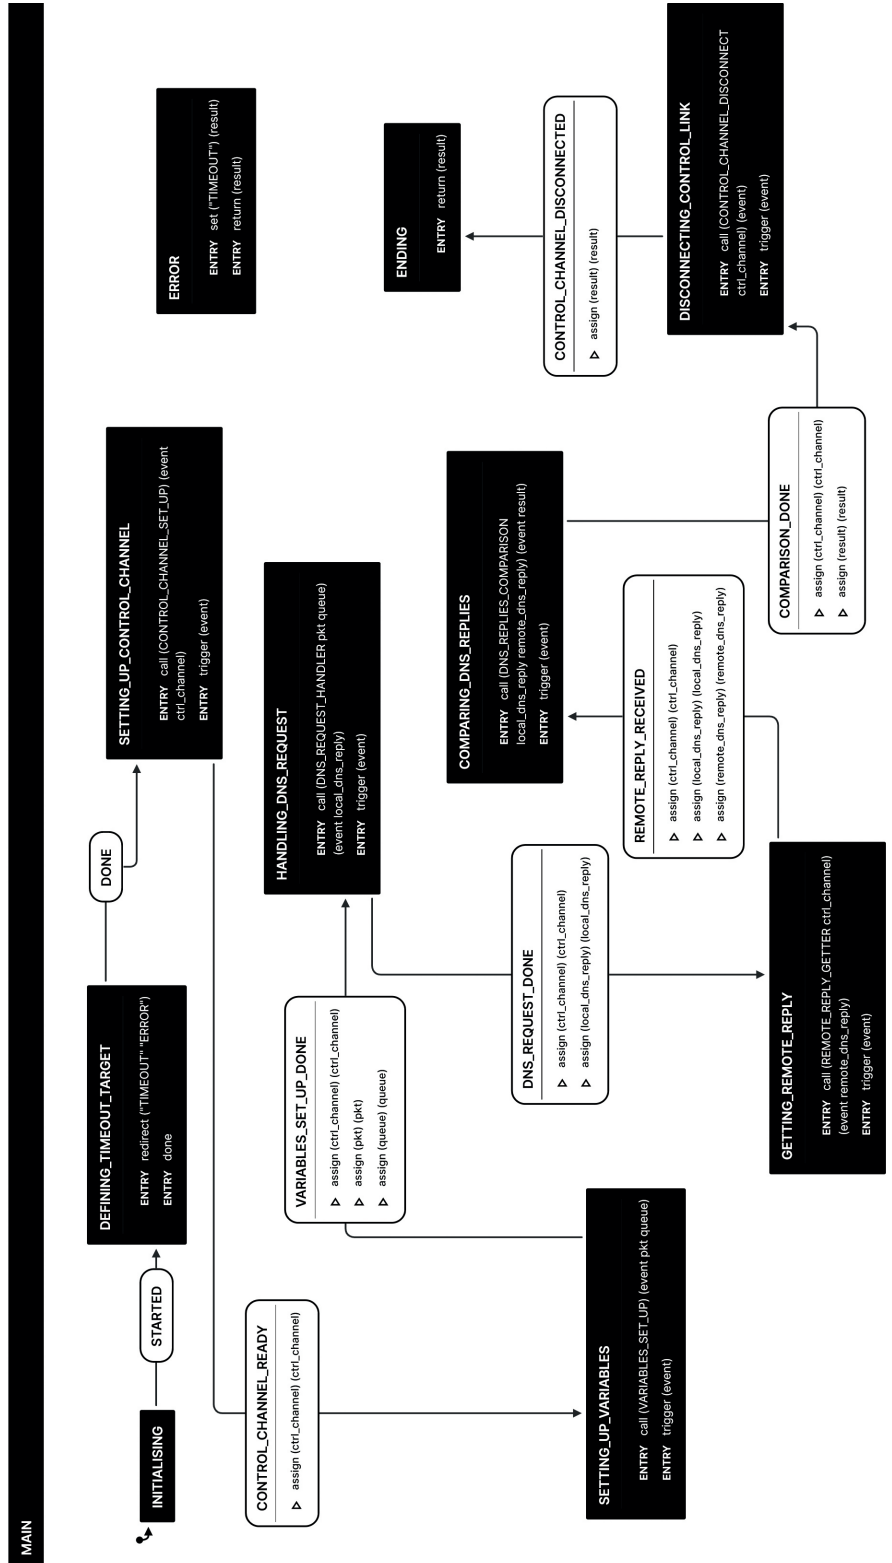 MAIN
INITIALISING
STARTED
DEFINING_TIMEOUT_TARGET
ENTRY redirect ("TIMEOUT" "ERROR")
ENTRY done
DONE
SETTING_UP_CONTROL_CHANNEL
ENTRY call (CONTROL_CHANNEL_SET_UP) (event
ctrl_channel)
ENTRY trigger (event)
CONTROL_CHANNEL_READY
assign (ctrl_channel) (ctrl_channel)
SETTING_UP_VARIABLES
ENTRY call (VARIABLES_SET_UP) (event pkt queue)
ENTRY trigger (event)
VARIABLES_SET_UP_DONE
assign (ctrl_channel) (ctrl_channel)
assign (pkt) (pkt)
assign (queue) (queue)
HANDLING_DNS_REQUEST
ENTRY call (DNS_REQUEST_HANDLER pkt queue)
(event local_dns_reply)
ENTRY trigger (event)
DNS_REQUEST_DONE
assign (ctrl_channel) (ctrl_channel)
assign (local_dns_reply) (local_dns_reply)
GETTING_REMOTE_REPLY
ENTRY call (REMOTE_REPLY_GETTER ctrl_channel)
(event remote_dns_reply)
ENTRY trigger (event)
REMOTE_REPLY_RECEIVED
assign (ctrl_channel) (ctrl_channel)
assign (local_dns_reply) (local_dns_reply)
assign (remote_dns_reply) (remote_dns_reply)
COMPARING_DNS_REPLIES
ENTRY call (DNS_REPLIES_COMPARISON
local_dns_reply remote_dns_reply) (event result)
ENTRY trigger (event)
COMPARISON_DONE
assign (ctrl_channel) (ctrl_channel)
assign (result) (result)
DISCONNECTING_CONTROL_LINK
ENTRY call (CONTROL_CHANNEL_DISCONNECT
ctrl_channel) (event)
ENTRY trigger (event)
CONTROL_CHANNEL_DISCONNECTED
assign (result) (result)
ENDING
ENTRY return (result)
ERROR
ENTRY set ("TIMEOUT") (result)
ENTRY return (result)